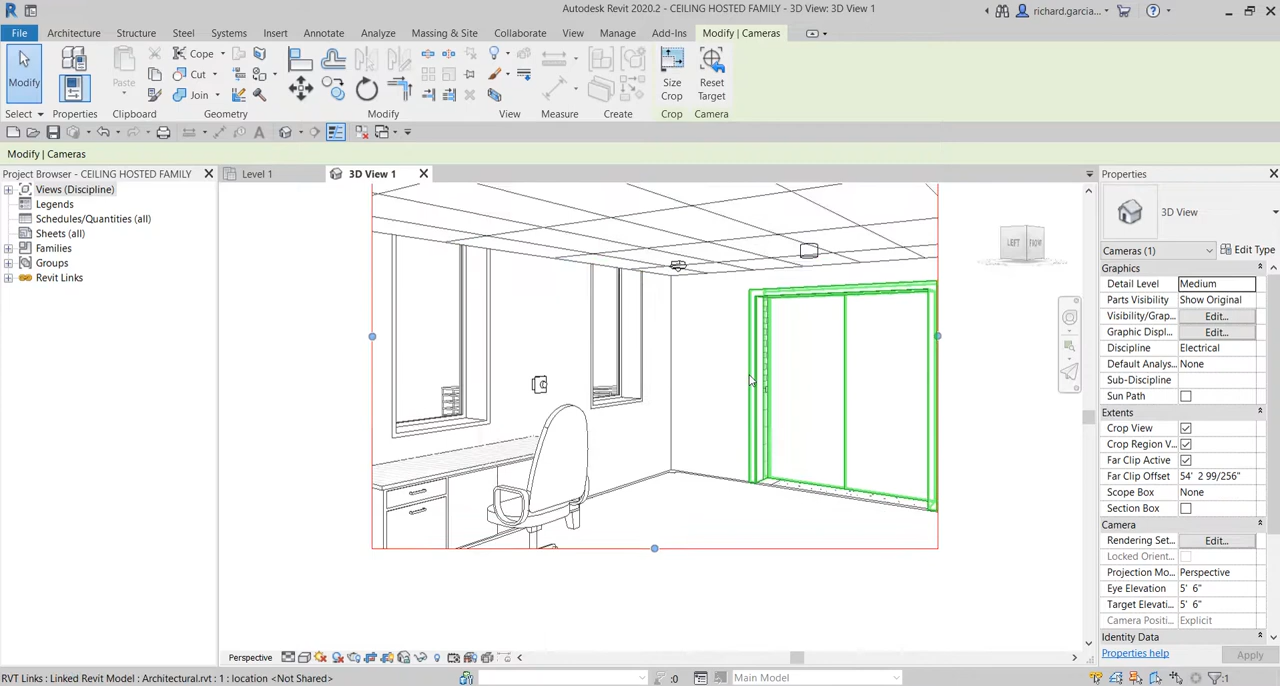 Autodesk Revit 2020.2 - CEILING HOSTED FAMILY - 3D View: 3D View 1
richard.garcia...
File Architecture Structure Steel Systems Insert Annotate Analyze Massing & Site Collaborate View Manage Add-Ins Modify | Cameras
Modify
Paste
Cope
Cut
Join
Size Crop
Reset Target
Select Properties Clipboard Geometry Modify View Measure Create Crop Camera
Modify | Cameras
Project Browser - CEILING HOSTED FAMILY
Views (Discipline)
Legends
Schedules/Quantities (all)
Sheets (all)
Families
Groups
Revit Links
Level 1
3D View 1
LEFT
Properties
3D View
Cameras (1) Edit Type
Graphics
Detail Level Medium
Parts Visibility Show Original
Visibility/Grap... Edit...
Graphic Displ... Edit...
Discipline Electrical
Default Analys... None
Sub-Discipline
Sun Path
Extents
Crop View
Crop Region V...
Far Clip Active
Far Clip Offset 54' 2 99/256"
Scope Box None
Section Box
Camera
Rendering Set... Edit...
Locked Orient...
Projection Mo... Perspective
Eye Elevation 5' 6"
Target Elevati... 5' 6"
Camera Positi... Explicit
Identity Data
Properties help Apply
Perspective
RVT Links : Linked Revit Model : Architectural.rvt : 1 : location <Not Shared>
:0
Main Model
:1